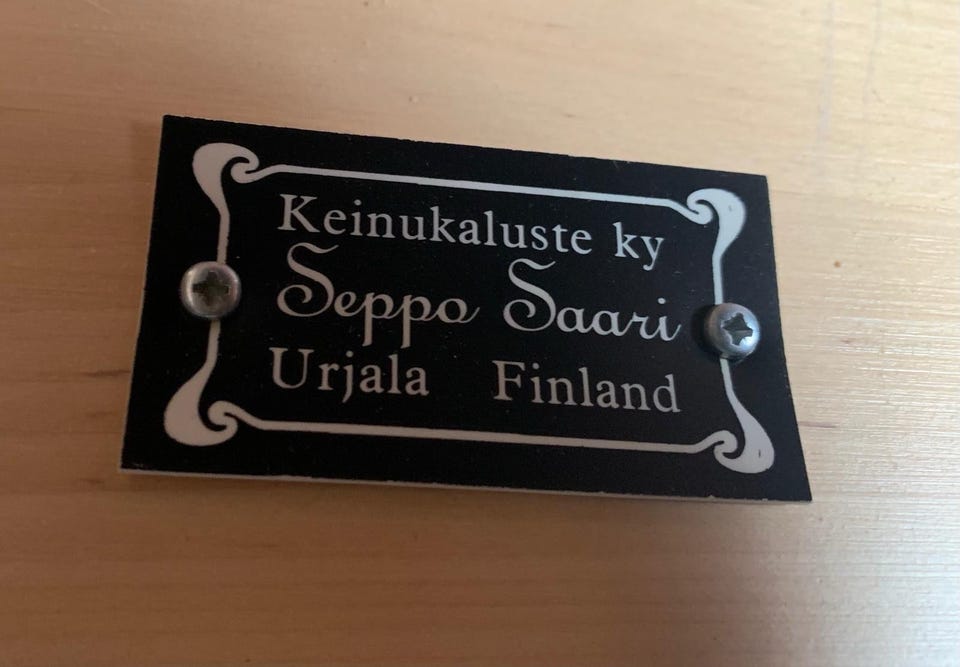 Keinukaluste ky
Seppo Saari
Urjala Finland